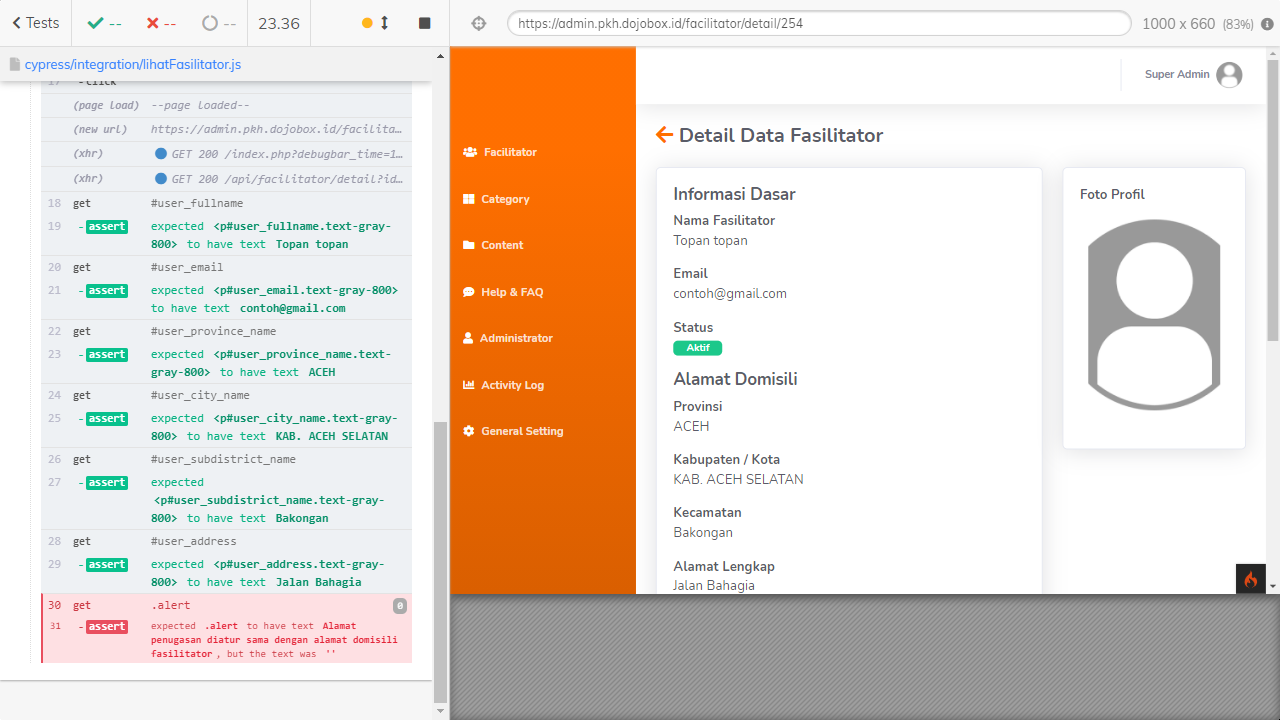 Tests
--
--
--
23.36
https://admin.pkh.dojobox.id/facilitator/detail/254
1000 x 660 (83%)
cypress/integration/lihatFasilitator.js
17 -click
(page load) --page loaded--
(new url) https://admin.pkh.dojobox.id/facilita…
(xhr) GET 200 /index.php?debugbar_time=1…
(xhr) GET 200 /api/facilitator/detail?id…
18 get #user_fullname
19 -assert expected <p#user_fullname.text-gray-
800> to have text Topan topan
20 get #user_email
21 -assert expected <p#user_email.text-gray-800>
to have text contoh@gmail.com
22 get #user_province_name
23 -assert expected <p#user_province_name.text-
gray-800> to have text ACEH
24 get #user_city_name
25 -assert expected <p#user_city_name.text-gray-
800> to have text KAB. ACEH SELATAN
26 get #user_subdistrict_name
27 -assert expected
<p#user_subdistrict_name.text-gray-
800> to have text Bakongan
28 get #user_address
29 -assert expected <p#user_address.text-gray-
800> to have text Jalan Bahagia
30 get .alert 0
31 -assert expected .alert to have text Alamat
penugasan diatur sama dengan alamat domisili
fasilitator, but the text was ''
Facilitator
Category
Content
Help & FAQ
Administrator
Activity Log
General Setting
Super Admin
Detail Data Fasilitator
Informasi Dasar
Nama Fasilitator
Topan topan
Email
contoh@gmail.com
Status
Aktif
Alamat Domisili
Provinsi
ACEH
Kabupaten / Kota
KAB. ACEH SELATAN
Kecamatan
Bakongan
Alamat Lengkap
Jalan Bahagia
Foto Profil